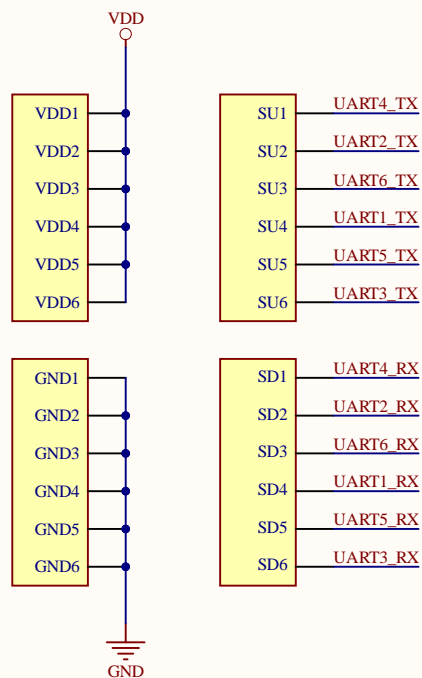 VDD
VDD1
VDD2
VDD3
VDD4
VDD5
VDD6
SU1 UART4_TX
SU2 UART2_TX
SU3 UART6_TX
SU4 UART1_TX
SU5 UART5_TX
SU6 UART3_TX
GND1
GND2
GND3
GND4
GND5
GND6
GND
SD1 UART4_RX
SD2 UART2_RX
SD3 UART6_RX
SD4 UART1_RX
SD5 UART5_RX
SD6 UART3_RX